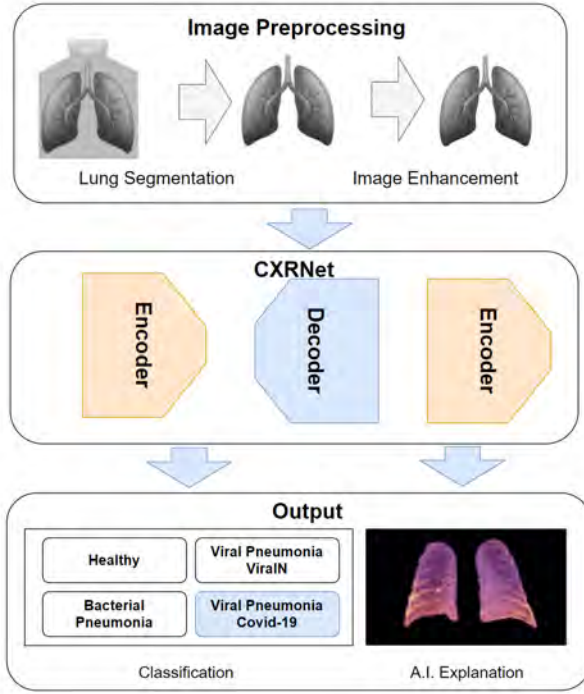 Image Preprocessing
Lung Segmentation
Image Enhancement
CXRNet
Encoder
Decoder
Encoder
Output
Healthy
Viral Pneumonia
ViralN
Bacterial
Pneumonia
Viral Pneumonia
Covid-19
Classification
A.I. Explanation